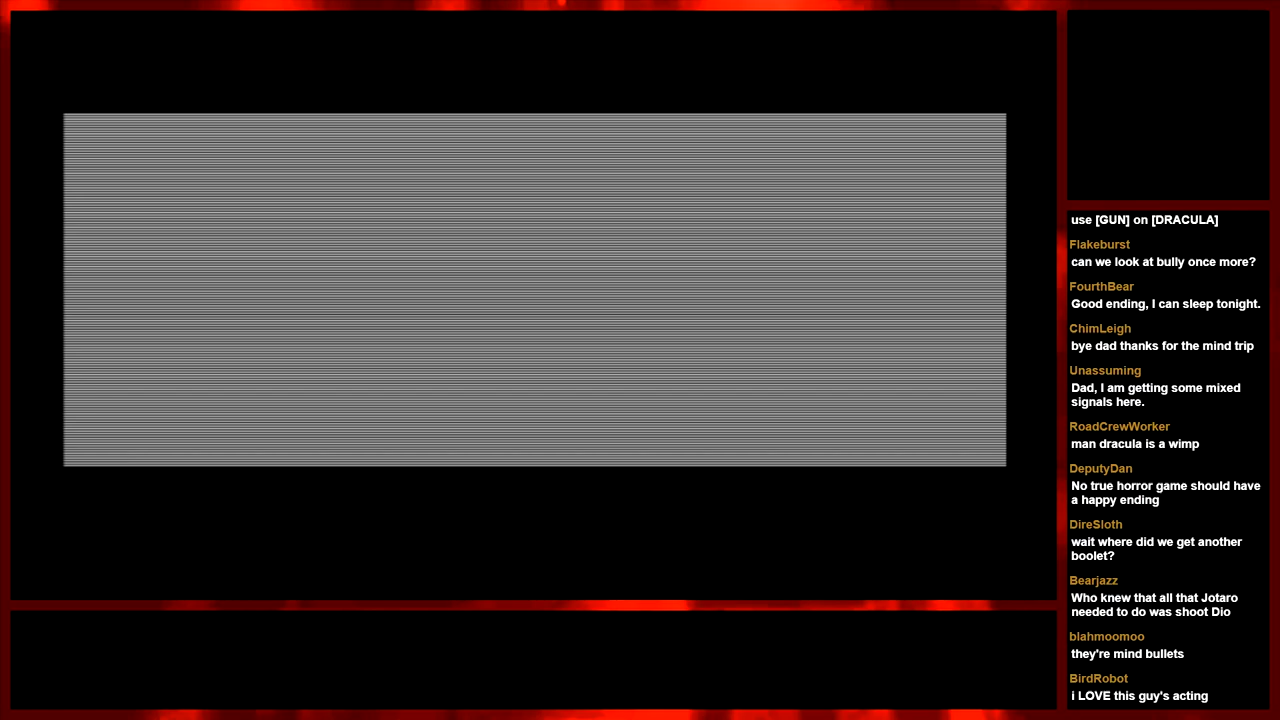 use [GUN] on [DRACULA]
Flakeburst
can we look at bully once more?
FourthBear
Good ending, I can sleep tonight.
ChimLeigh
bye dad thanks for the mind trip
Unassuming
Dad, I am getting some mixed
signals here.
RoadCrewWorker
man dracula is a wimp
DeputyDan
No true horror game should have
a happy ending
DireSloth
wait where did we get another
boolet?
Bearjazz
Who knew that all that Jotaro
needed to do was shoot Dio
blahmoomoo
they're mind bullets
BirdRobot
i LOVE this guy's acting